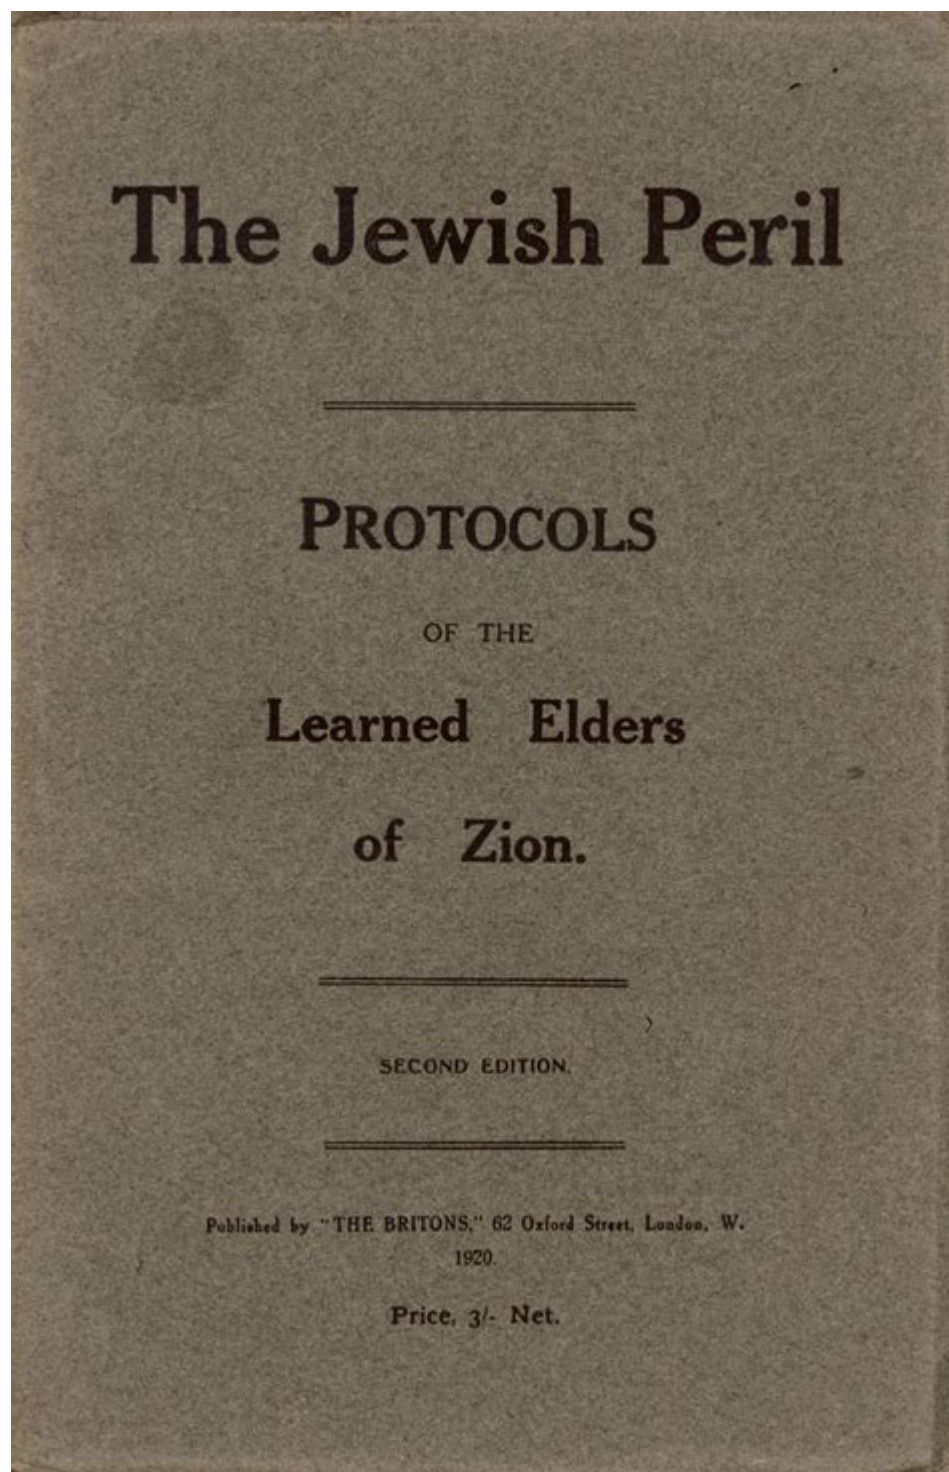 The Jewish Peril
PROTOCOLS
OF THE
Learned Elders
of Zion.
SECOND EDITION.
Published by "THE BRITONS," 62 Oxford Street, London, W.
1920.
Price, 3/- Net.